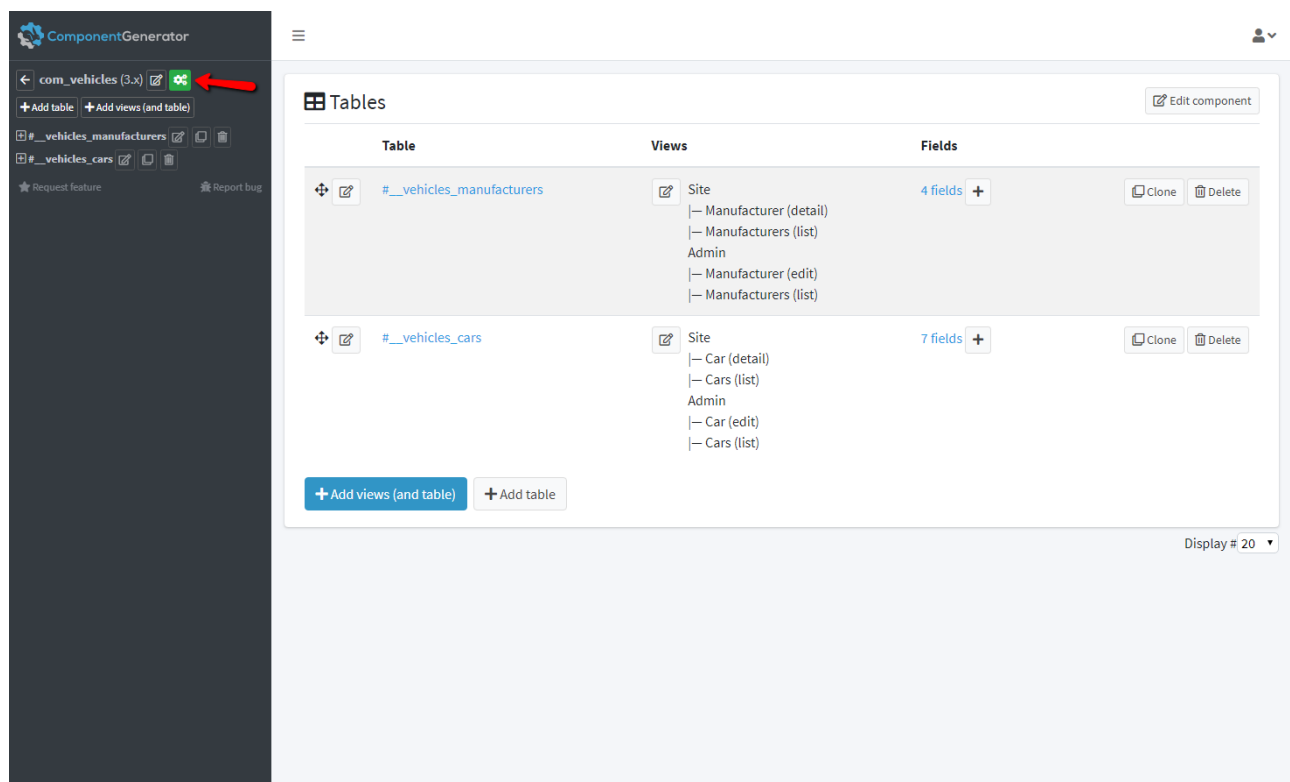 ComponentGenerator
com_vehicles (3.x)
Add table Add views (and table)
#__vehicles_manufacturers
#__vehicles_cars
Request feature Report bug
Tables Edit component
Table Views Fields
#__vehicles_manufacturers Site 4 fields Clone Delete
|— Manufacturer (detail)
|— Manufacturers (list)
Admin
|— Manufacturer (edit)
|— Manufacturers (list)
#__vehicles_cars Site 7 fields Clone Delete
|— Car (detail)
|— Cars (list)
Admin
|— Car (edit)
|— Cars (list)
Add views (and table) Add table
Display # 20